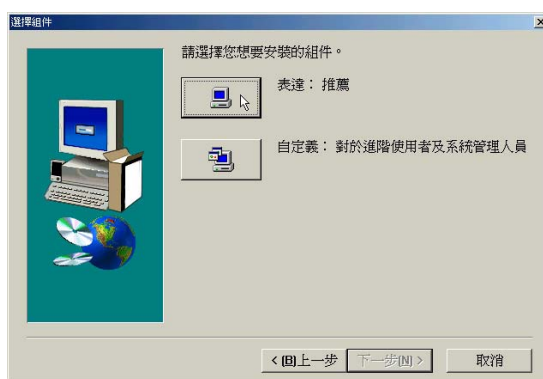 選擇組件
請選擇您想要安裝的組件。
表達： 推薦
自定義： 對於進階使用者及系統管理人員
< (B)上一步
下一步(N) >
取消